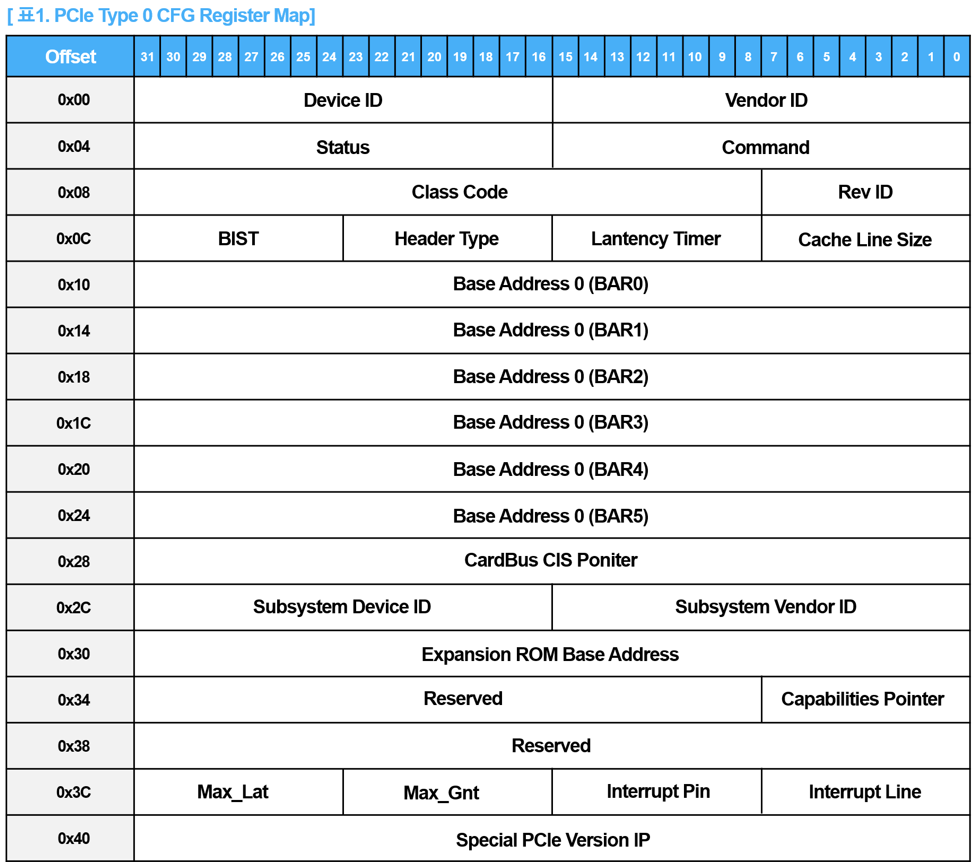 [ 표1. PCIe Type 0 CFG Register Map]
Offset 31 30 29 28 27 26 25 24 23 22 21 20 19 18 17 16 15 14 13 12 11 10 9 8 7 6 5 4 3 2 1 0
0x00 Device ID Vendor ID
0x04 Status Command
0x08 Class Code Rev ID
0x0C BIST Header Type Lantency Timer Cache Line Size
0x10 Base Address 0 (BAR0)
0x14 Base Address 0 (BAR1)
0x18 Base Address 0 (BAR2)
0x1C Base Address 0 (BAR3)
0x20 Base Address 0 (BAR4)
0x24 Base Address 0 (BAR5)
0x28 CardBus CIS Poniter
0x2C Subsystem Device ID Subsystem Vendor ID
0x30 Expansion ROM Base Address
0x34 Reserved Capabilities Pointer
0x38 Reserved
0x3C Max_Lat Max_Gnt Interrupt Pin Interrupt Line
0x40 Special PCIe Version IP